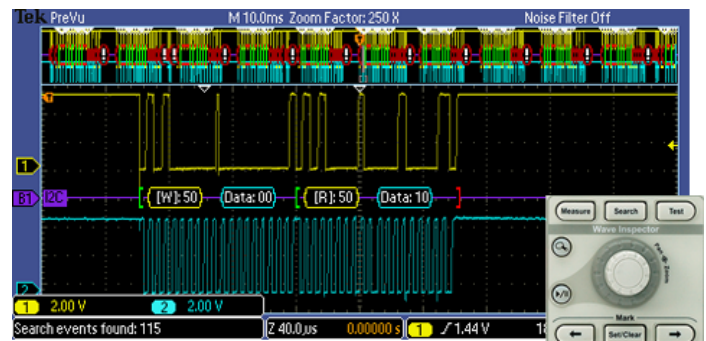 Tek PreVu M 10.0ms Zoom Factor: 250 X Noise Filter Off
T
! ! ! ! ! ! ! ! ! !
T
1
B1 I2C [W]: 50 Data: 00 [R]: 50 Data: 10
2
1 2.00 V 2 2.00 V
Search events found: 115 Z 40.0µs 0.00000 s 1 1.44 V
Measure Search Test
Wave Inspector
Pan Zoom
Mark
← Set/Clear →